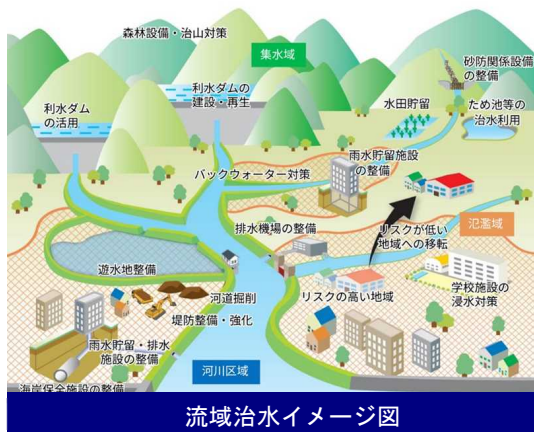 森林設備・治山対策
集水域
砂防関係設備
の整備
利水ダムの
建設・再生
利水ダム
の活用
水田貯留
ため池等の
治水利用
雨水貯留施設
の整備
バックウォーター対策
排水機場の整備
リスクが低い
地域への移転
氾濫域
遊水地整備
学校施設の
浸水対策
河道掘削
リスクの高い地域
堤防整備・強化
雨水貯留・排水
施設の整備
河川区域
海岸保全施設の整備
流域治水イメージ図